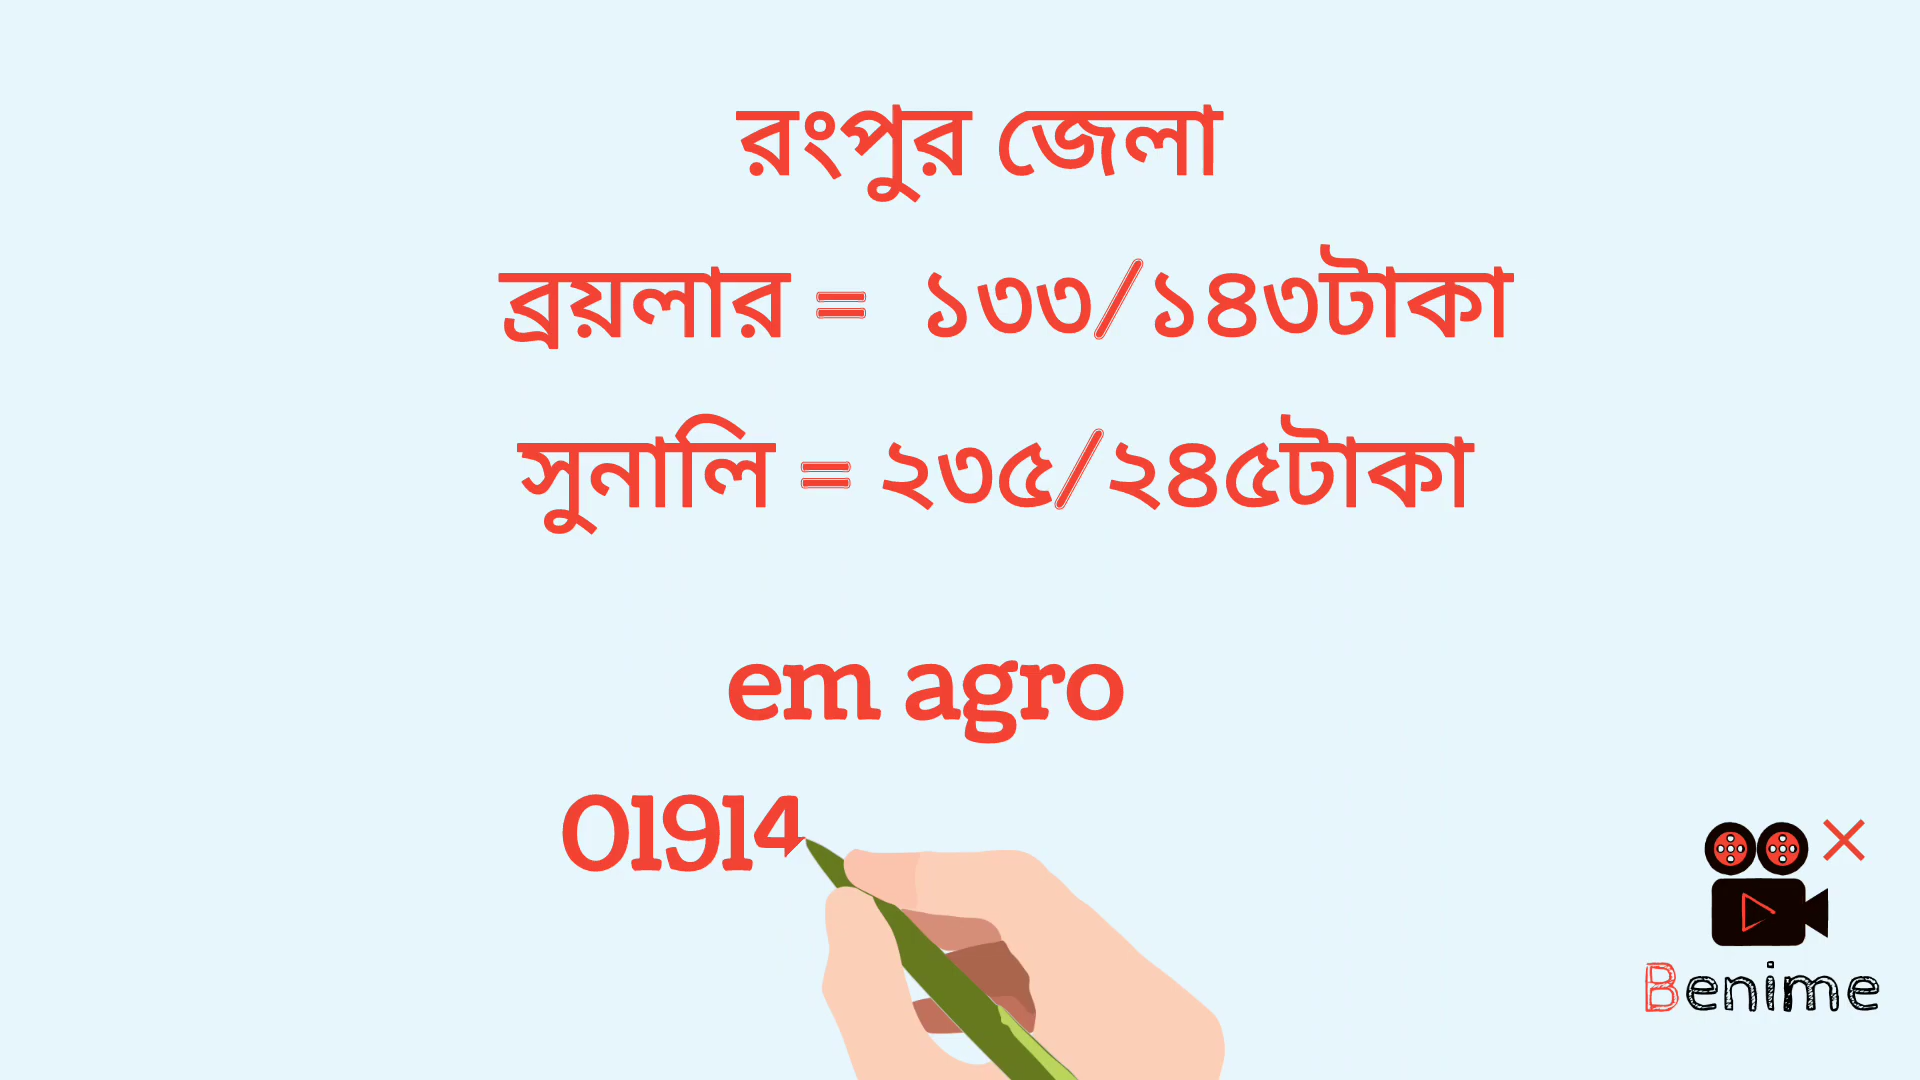 রংপুর জেলা
ব্রয়লার = ১৩৩/১৪৩টাকা
সুনালি = ২৩৫/২৪৫টাকা
em agro
01914
Benime